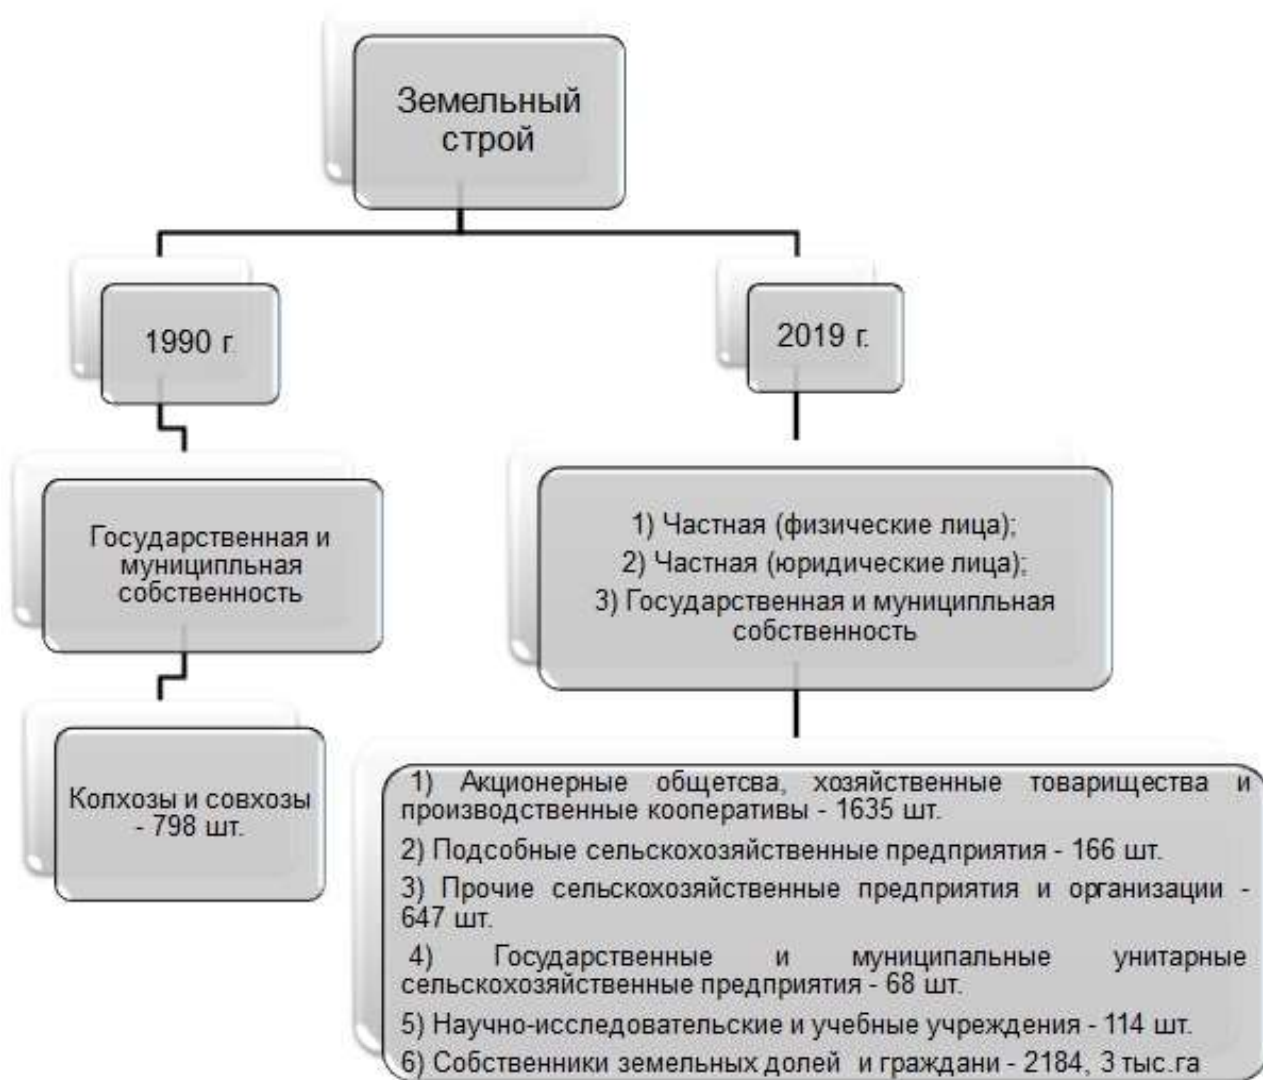 Земельный
строй
1990 г.
2019 г.
Государственная и
муниципльная
собственность
1) Частная (физические лица);
2) Частная (юридические лица);
3) Государственная и муниципльная
собственность
Колхозы и совхозы
- 798 шт.
1) Акционерные общетсва, хозяйственные товарищества и
производственные кооперативы - 1635 шт.
2) Подсобные сельскохозяйственные предприятия - 166 шт.
3) Прочие сельскохозяйственные предприятия и организации -
647 шт.
4) Государственные и муниципальные унитарные
сельскохозяйственные предприятия - 68 шт.
5) Научно-исследовательские и учебные учреждения - 114 шт.
6) Собственники земельных долей и граждани - 2184, 3 тыс.га